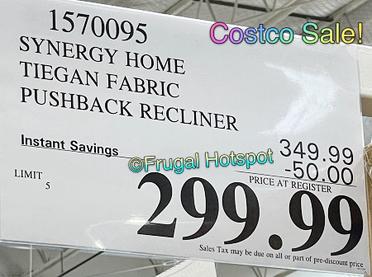 1570095
Costco Sale!
SYNERGY HOME
TIEGAN FABRIC
PUSHBACK RECLINER
Instant Savings
349.99
©Frugal Hotspot
-50.00
LIMIT
5
PRICE AT REGISTER
299.99
Sales Tax may be due on all or part of pre-discount price